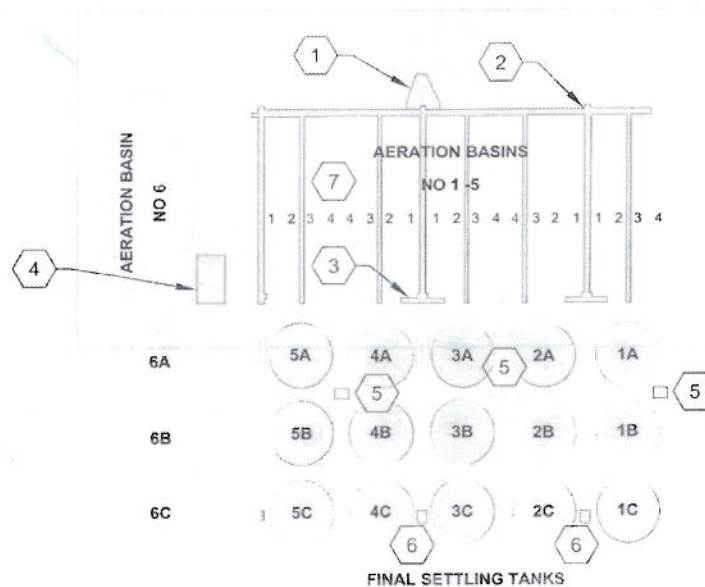 1
2
AERATION BASIN
NO 6
AERATION BASINS
7
NO 1 -5
1 2 3 4 4 3 2 1 1 2 3 4 4 3 2 1 1 2 3 4
4
3
6A
5A
4A
3A
2A
1A
5
5
5
6B
5B
4B
3B
2B
1B
6C
5C
4C
3C
2C
1C
6
6
FINAL SETTLING TANKS